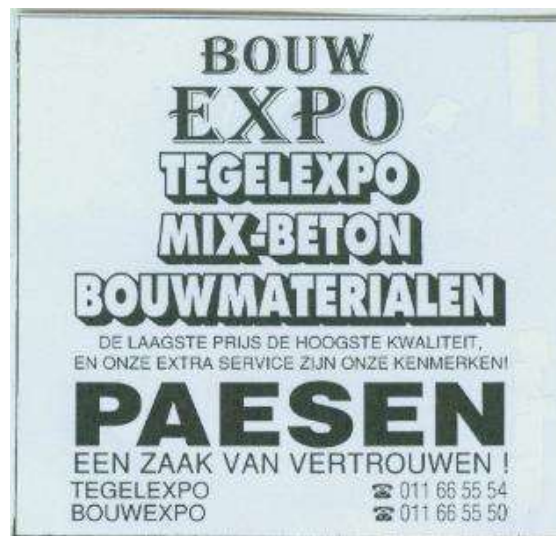 BOUW
EXPO
TEGELEXPO
MIX-BETON
BOUWMATERIALEN
DE LAAGSTE PRIJS DE HOOGSTE KWALITEIT,
EN ONZE EXTRA SERVICE ZIJN ONZE KENMERKEN!
PAESEN
EEN ZAAK VAN VERTROUWEN !
TEGELEXPO ☎ 011 66 55 54
BOUWEXPO ☎ 011 66 55 50